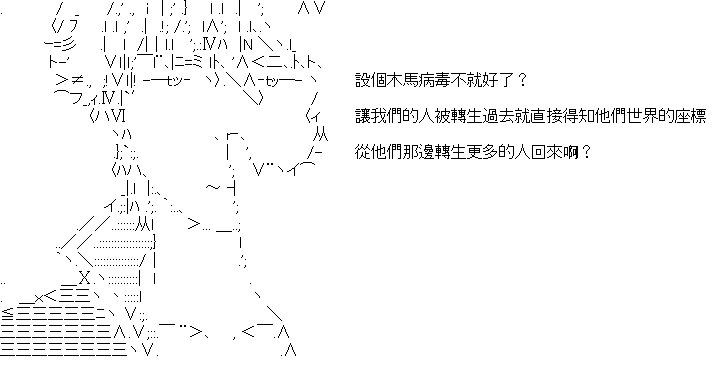 設個木馬病毒不就好了？
讓我們的人被轉生過去就直接得知他們世界的座標
從他們那邊轉生更多的人回來啊？